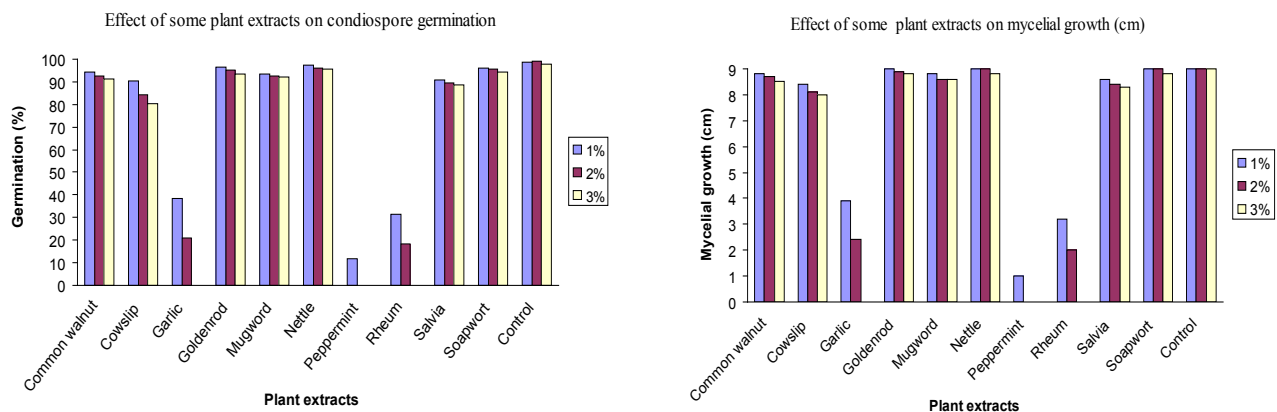 Effect of some plant extracts on condiospore germination
Germination (%)
100
90
80
70
60
50
40
30
20
10
0
Common walnut
Cowslip
Garlic
Goldenrod
Mugword
Nettle
Peppermint
Rheum
Salvia
Soapwort
Control
Plant extracts
1%
2%
3%
Effect of some plant extracts on mycelial growth (cm)
Mycelial growth (cm)
9
8
7
6
5
4
3
2
1
0
Common walnut
Cowslip
Garlic
Goldenrod
Mugword
Nettle
Peppermint
Rheum
Salvia
Soapwort
Control
Plant extracts
1%
2%
3%